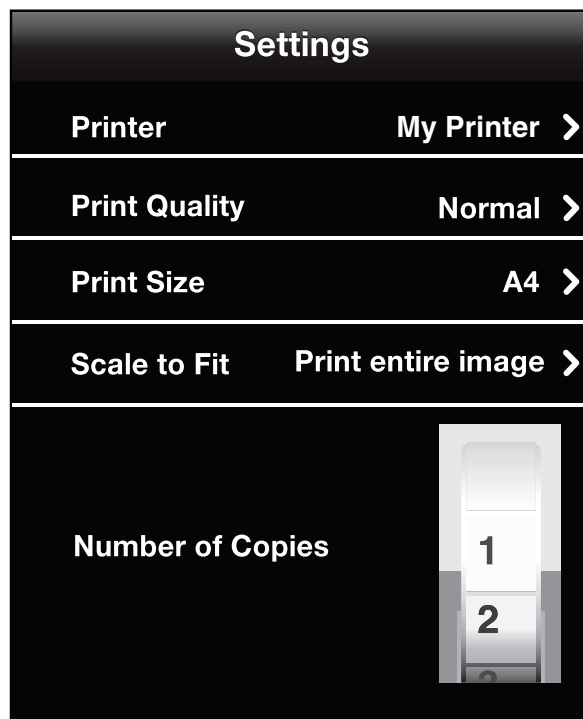 Settings
Printer My Printer
Print Quality Normal
Print Size A4
Scale to Fit Print entire image
1
Number of Copies
2
3